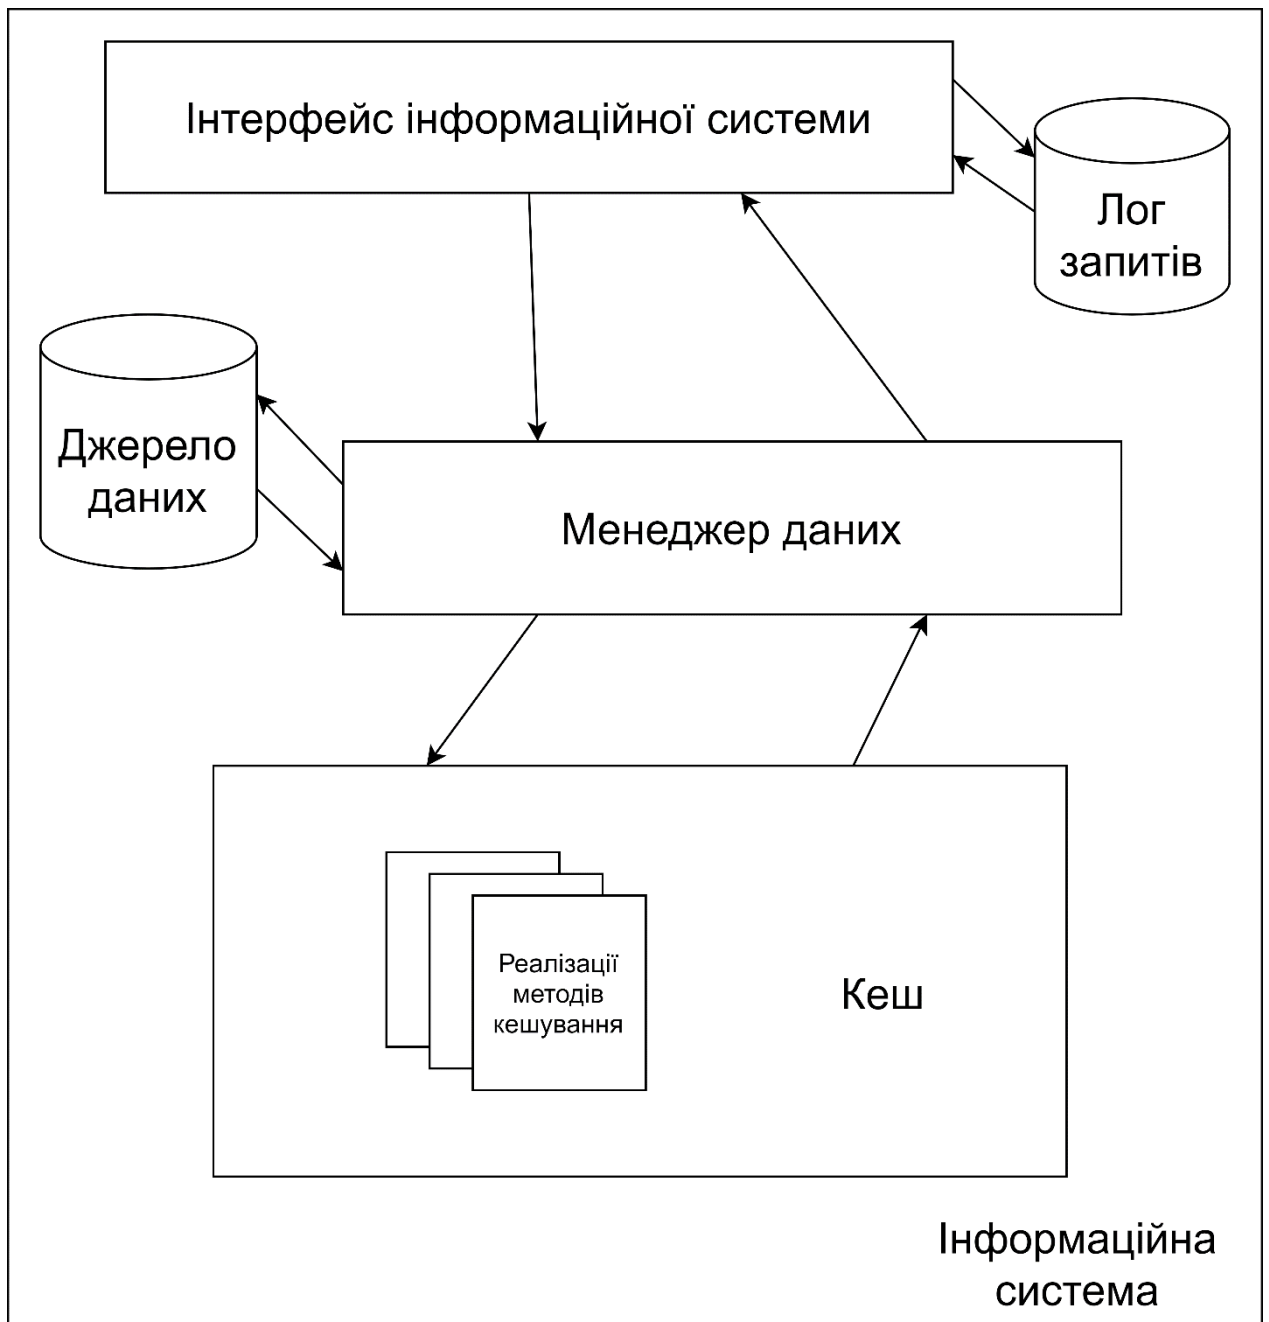 Інтерфейс інформаційної системи
Лог
запитів
Джерело
даних
Менеджер даних
Реалізації
методів
кешування
Кеш
Інформаційна
система